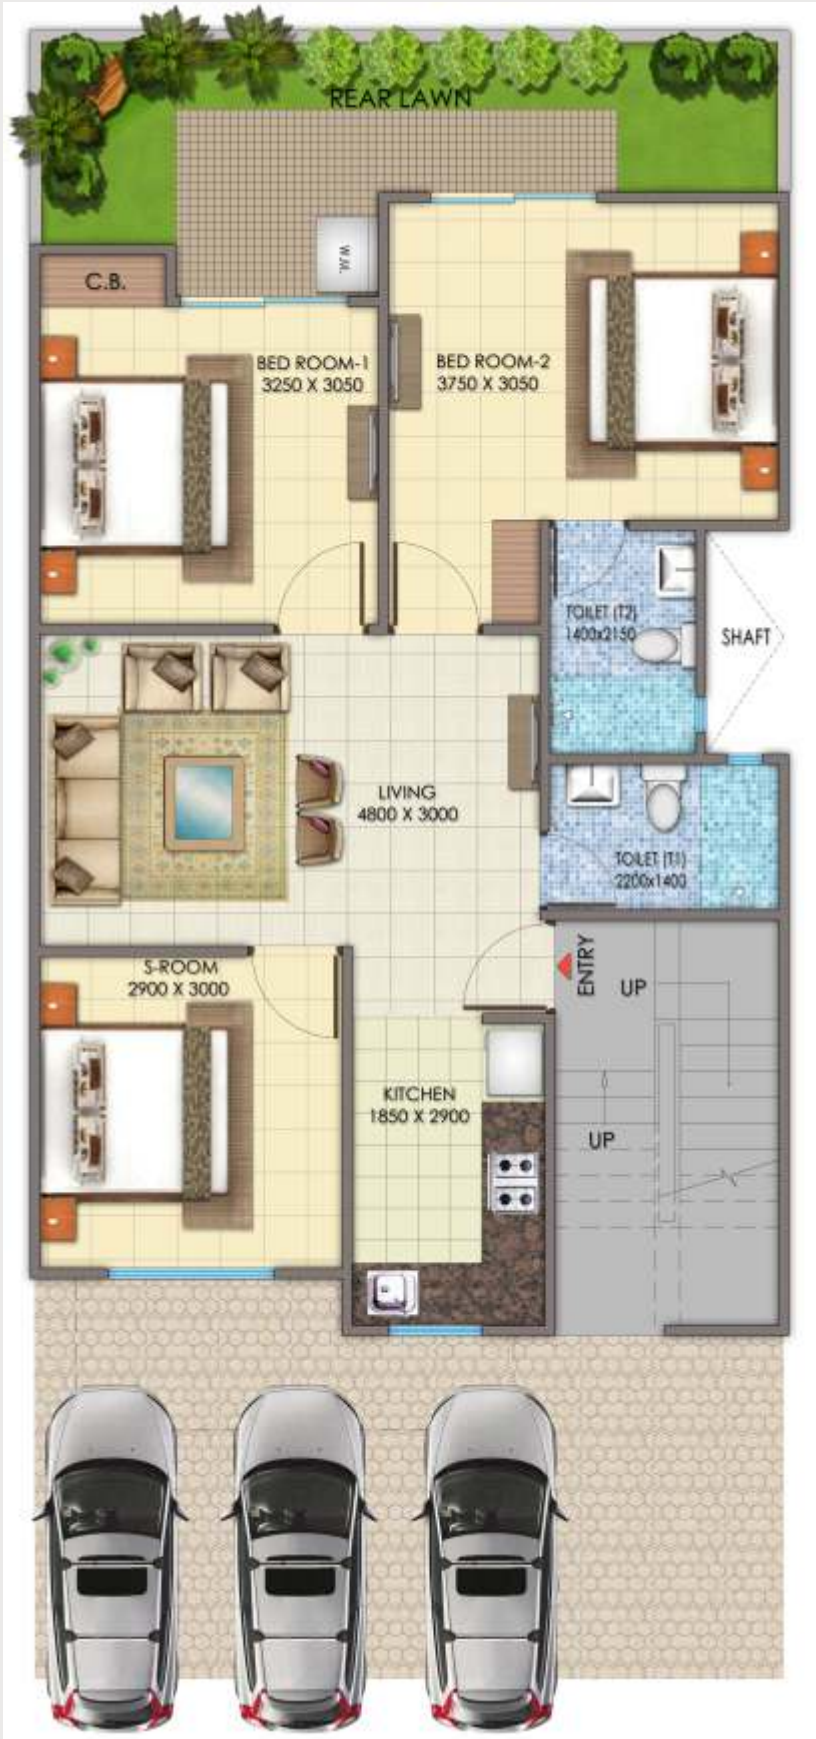 REAR LAWN
W.M.
C.B.
BED ROOM-1
3250 X 3050
BED ROOM-2
3750 X 3050
TOILET (T2)
1400x2150
SHAFT
LIVING
4800 X 3000
TOILET (T1)
2200x1400
S-ROOM
2900 X 3000
ENTRY
UP
KITCHEN
1850 X 2900
UP